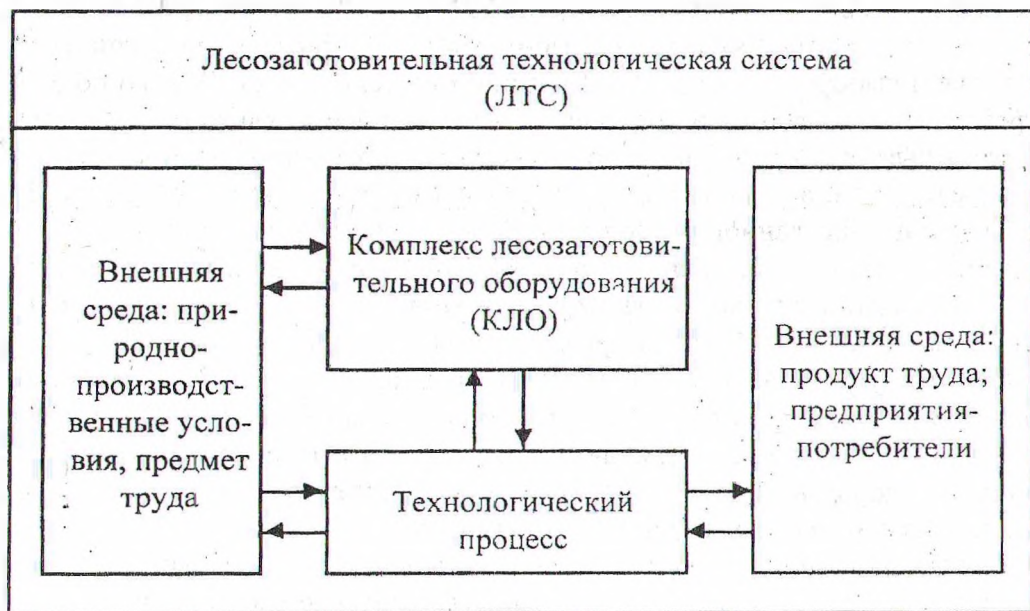 Лесозаготовительная технологическая система
(ЛТС)
Внешняя
среда: при-
родно-
производст-
венные усло-
вия, предмет
труда
Комплекс лесозаготови-
тельного оборудования
(КЛО)
Технологический
процесс
Внешняя среда:
продукт труда;
предприятия-
потребители